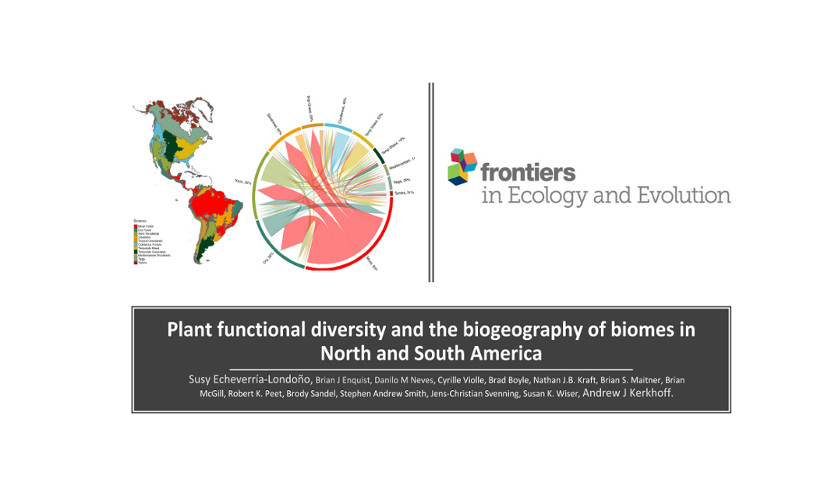 frontiers
in Ecology and Evolution
Plant functional diversity and the biogeography of biomes in
North and South America
Susy Echeverría-Londoño, Brian J Enquist, Danilo M Neves, Cyrille Violle, Brad Boyle, Nathan J.B. Kraft, Brian S. Maitner, Brian
McGill, Robert K. Peet, Brody Sandel, Stephen Andrew Smith, Jens-Christian Svenning, Susan K. Wiser, Andrew J Kerkhoff.